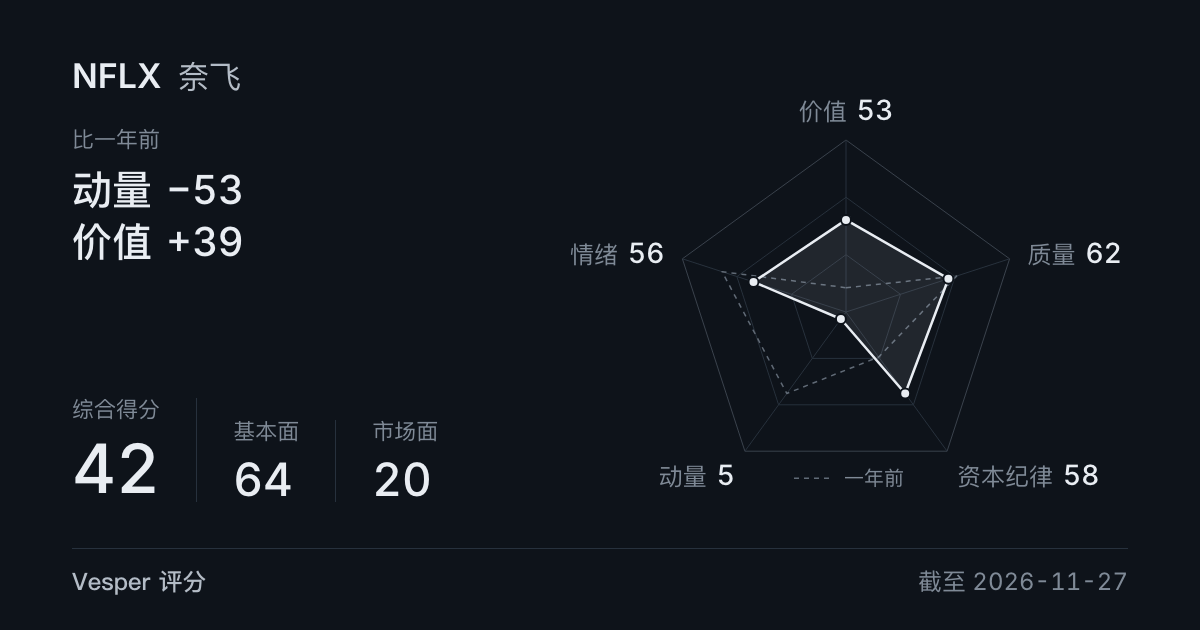 NFLX 奈飞
比一年前
动量 −53
价值 +39
综合得分
42
基本面
64
市场面
20
价值 53
情绪 56
质量 62
动量 5
一年前
资本纪律 58
Vesper 评分
截至 2026-11-27